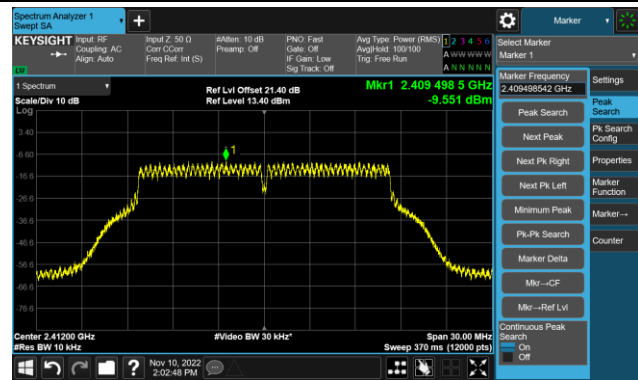 Spectrum Analyzer 1
Swept SA
Marker
KEYSIGHT
Input: RF
Coupling: AC
Align: Auto
Input Z: 50 Ω
Corr CCorr
Freq Ref: Int (S)
#Atten: 10 dB
Preamp: Off
PNO: Fast
Gate: Off
IF Gain: Low
Sig Track: Off
Avg Type: Power (RMS)
Avg|Hold: 100/100
Trig: Free Run
1 2 3 4 5 6
A W W W W W
A N N N N N
LW
Select Marker
Marker 1
1 Spectrum
Scale/Div 10 dB
Log
Ref Lvl Offset 21.40 dB
Ref Level 13.40 dBm
Mkr1 2.409 498 5 GHz
-9.551 dBm
1
3.40
-6.60
-16.6
-26.6
-36.6
-46.6
-56.6
-66.6
-76.6
Center 2.41200 GHz
#Res BW 10 kHz
#Video BW 30 kHz*
Span 30.00 MHz
Sweep 370 ms (12000 pts)
Marker Frequency
2.409498542 GHz
Peak Search
Next Peak
Next Pk Right
Next Pk Left
Minimum Peak
Pk-Pk Search
Marker Delta
Mkr→CF
Mkr→Ref Lvl
Continuous Peak
Search
On
Off
Settings
Peak
Search
Pk Search
Config
Properties
Marker
Function
Marker→
Counter
Nov 10, 2022
2:02:48 PM